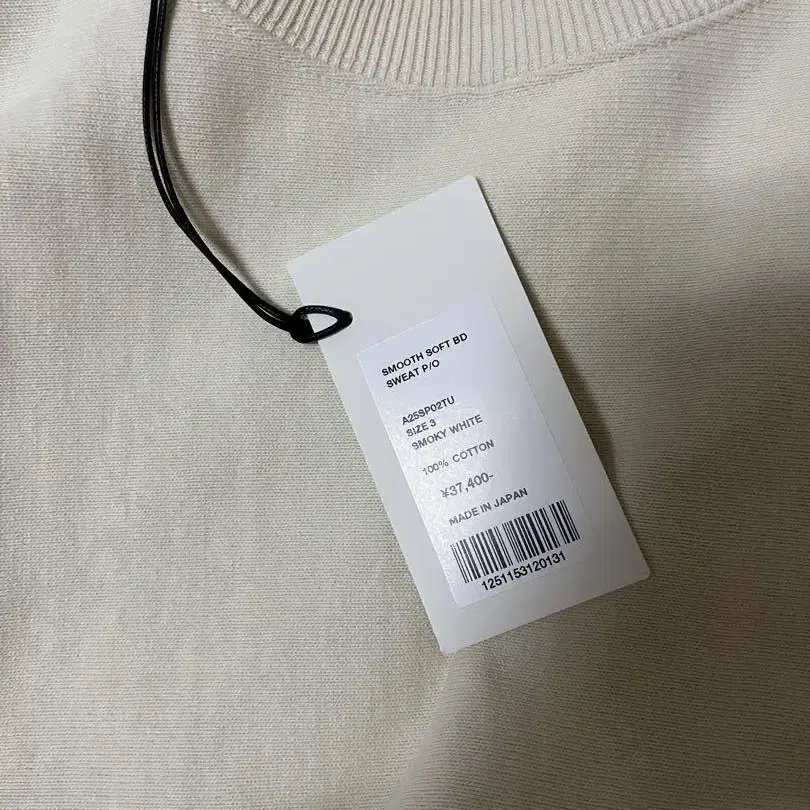 SMOOTH SOFT BD
SWEAT P/O
A25SP02TU
SIZE 3
SMOKY WHITE
100% COTTON
¥37,400-
MADE IN JAPAN
1251153120131